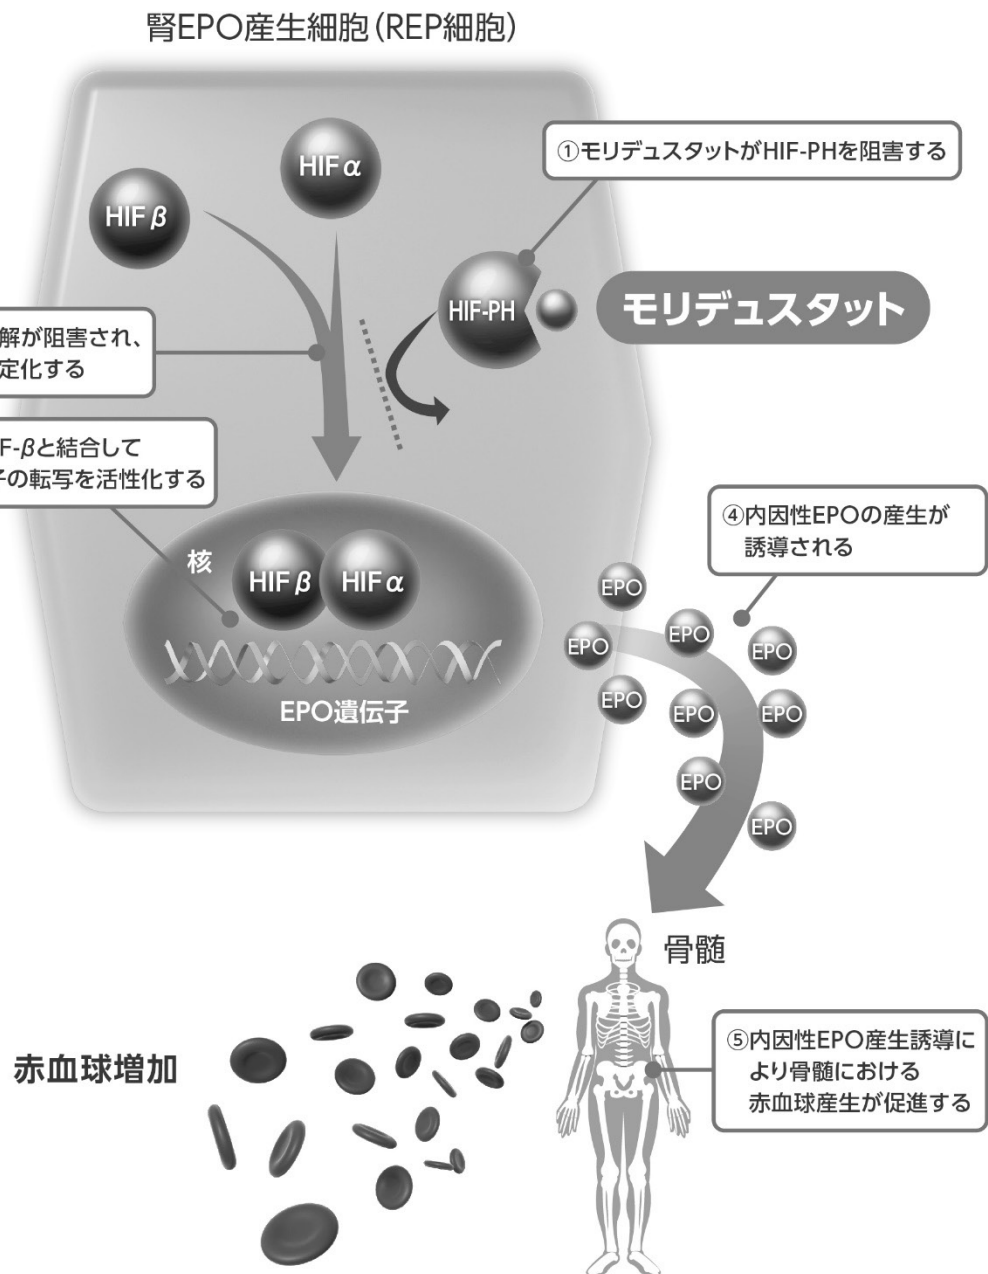 腎EPO産生細胞(REP細胞)
①モリデュスタットがHIF-PHを阻害する
HIF α
HIF β
HIF-PH
モリデュスタット
解が阻害され、
定化する
F-βと結合して
子の転写を活性化する
核
HIF β
HIF α
EPO遺伝子
④内因性EPOの産生が
誘導される
EPO
EPO
EPO
EPO
EPO
EPO
EPO
EPO
EPO
骨髄
赤血球増加
⑤内因性EPO産生誘導に
より骨髄における
赤血球産生が促進する